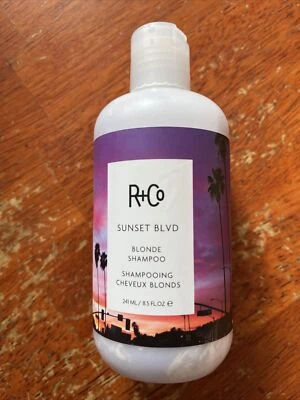 R+Co
SUNSET BLVD
BLONDE
SHAMPOO
SHAMPOOING
CHEVEUX BLONDS
241 ML / 8.5 FL OZ ℮